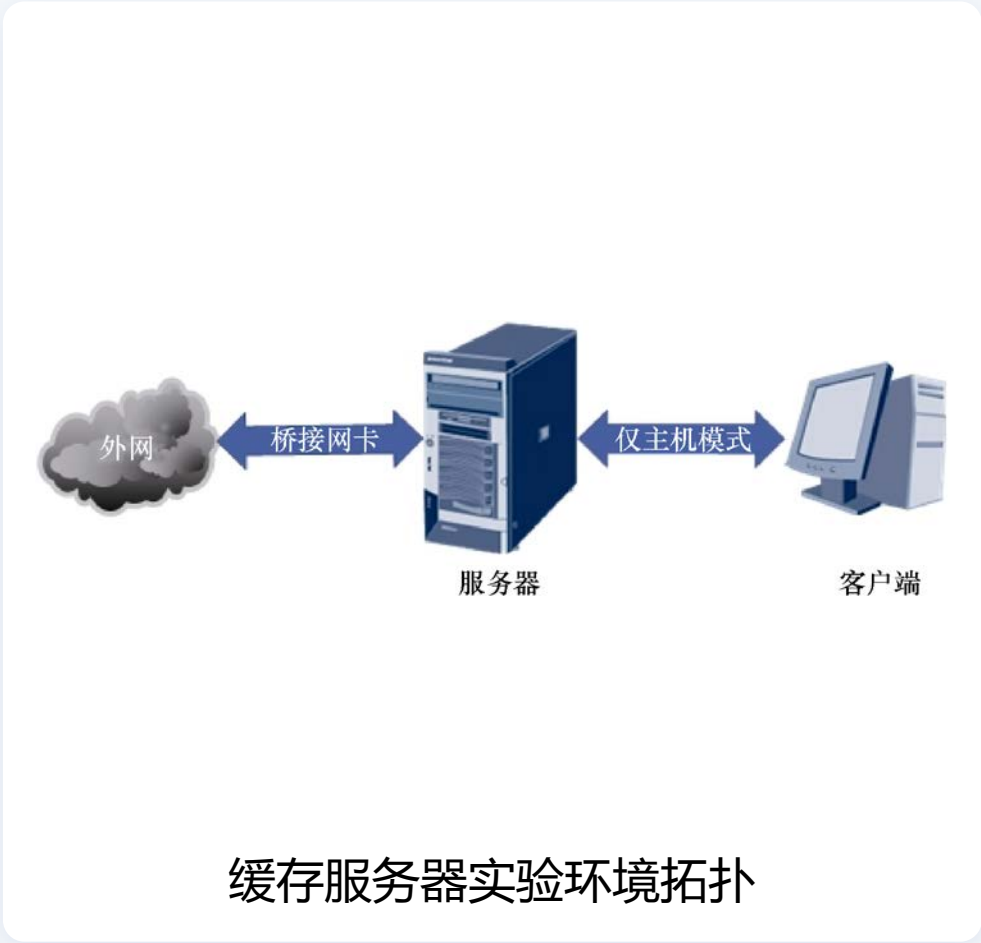 外网
桥接网卡
仅主机模式
服务器
客户端
缓存服务器实验环境拓扑